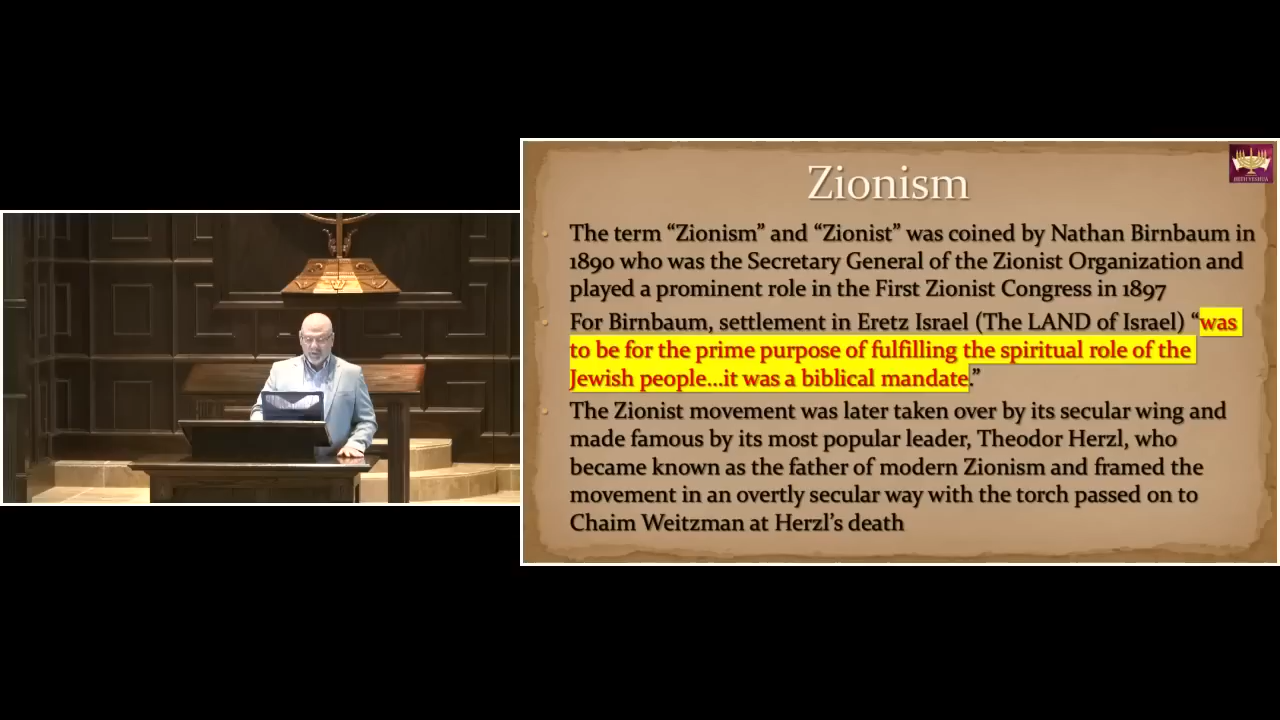 Zionism
The term “Zionism” and “Zionist” was coined by Nathan Birnbaum in
1890 who was the Secretary General of the Zionist Organization and
played a prominent role in the First Zionist Congress in 1897
For Birnbaum, settlement in Eretz Israel (The LAND of Israel) “was
to be for the prime purpose of fulfilling the spiritual role of the
Jewish people...it was a biblical mandate.”
The Zionist movement was later taken over by its secular wing and
made famous by its most popular leader, Theodor Herzl, who
became known as the father of modern Zionism and framed the
movement in an overtly secular way with the torch passed on to
Chaim Weitzman at Herzl’s death
BETH YESHUA